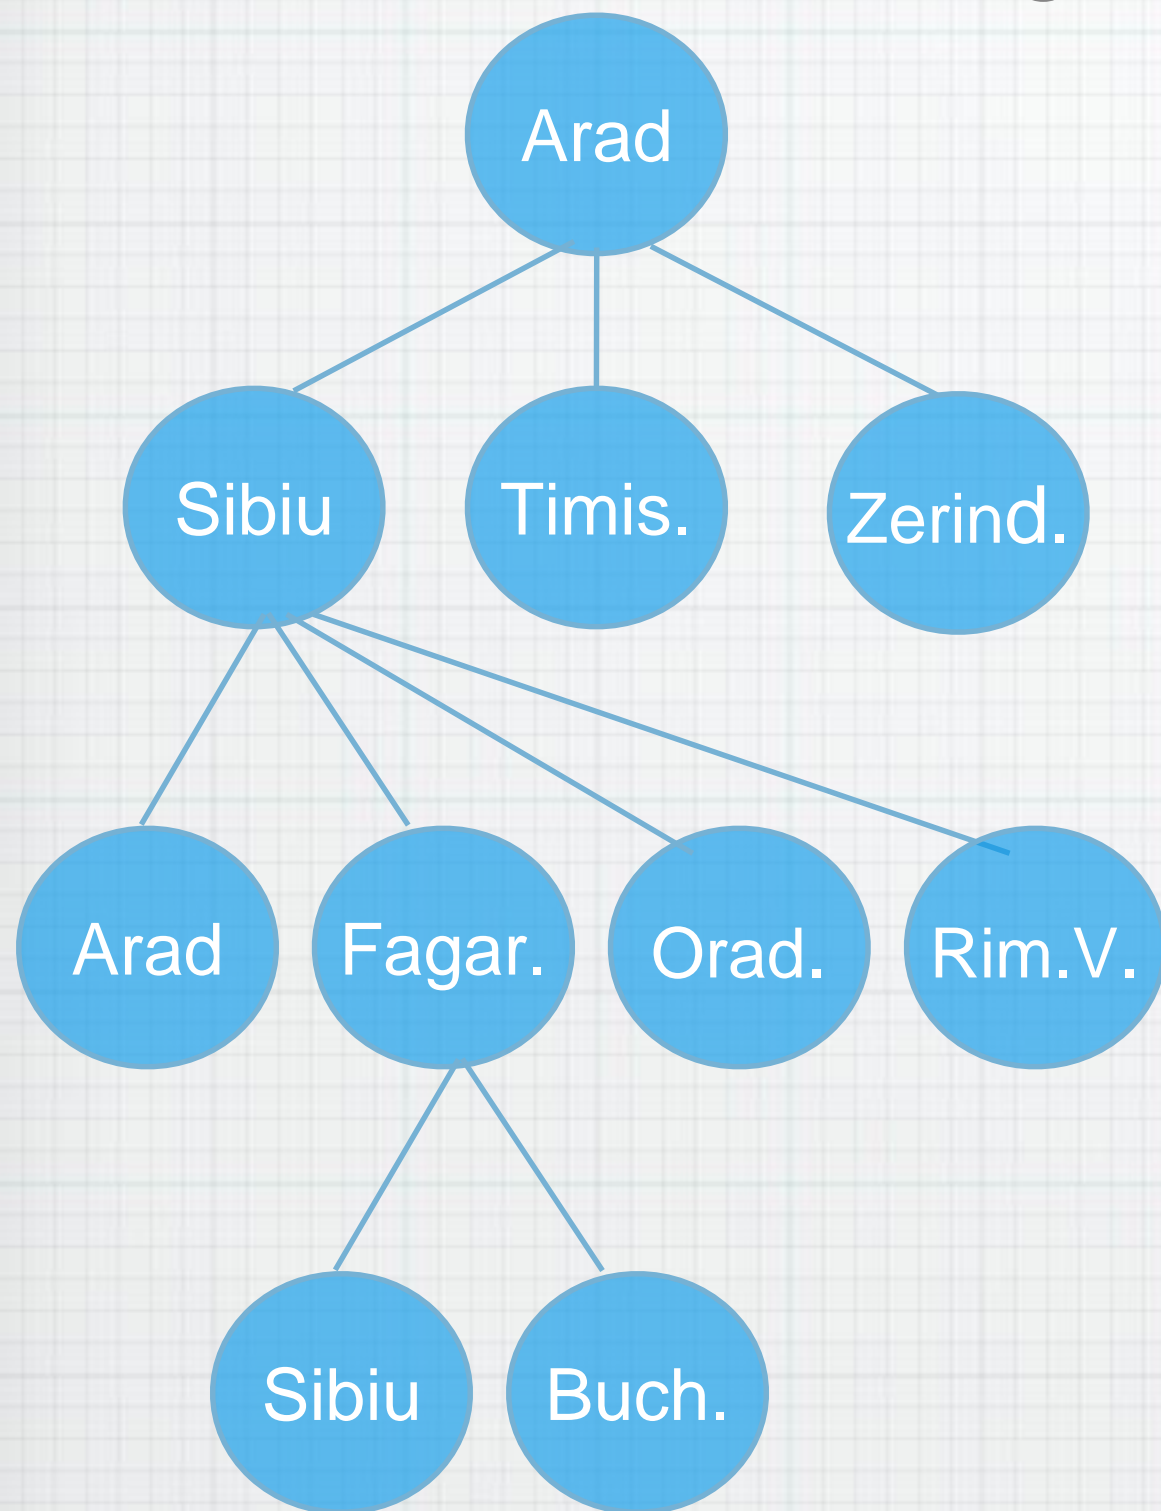 Arad
Sibiu
Timis.
Zerind.
Arad
Fagar.
Orad.
Rim.V.
Sibiu
Buch.